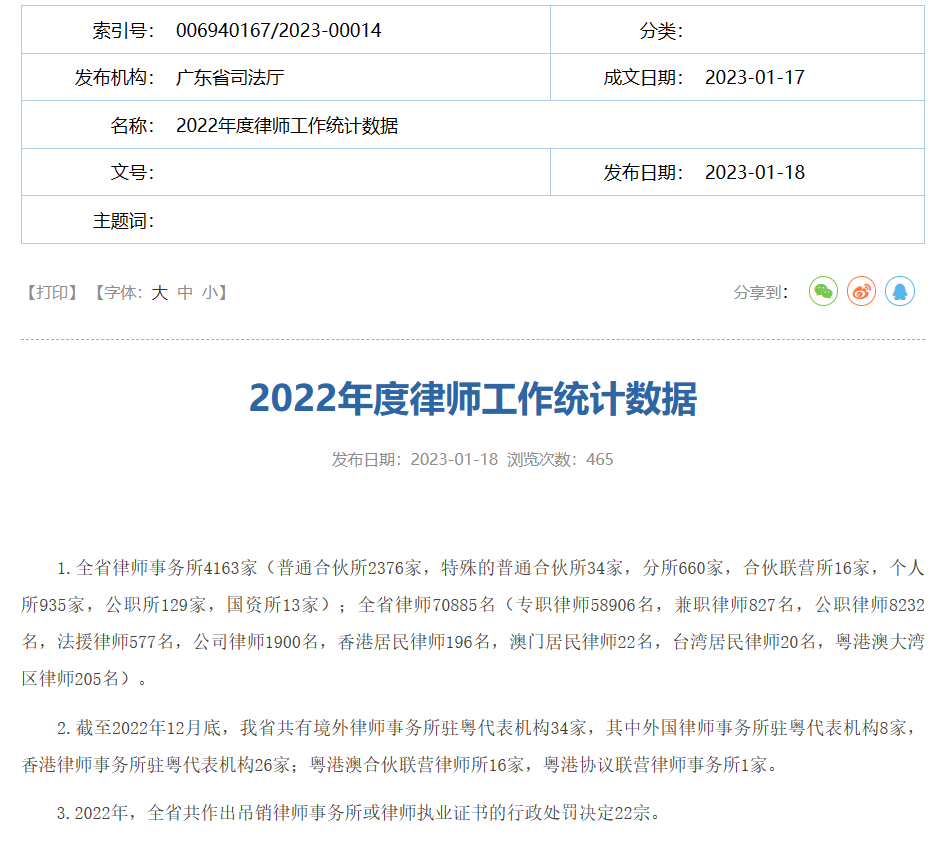 索引号： 006940167/2023-00014 分类：
发布机构： 广东省司法厅 成文日期： 2023-01-17
名称： 2022年度律师工作统计数据
文号： 发布日期： 2023-01-18
主题词：
【打印】 【字体：大 中 小】 分享到：
2022年度律师工作统计数据
发布日期：2023-01-18 浏览次数：465
1.全省律师事务所4163家（普通合伙所2376家，特殊的普通合伙所34家，分所660家，合伙联营所16家，个人
所935家，公职所129家，国资所13家）；全省律师70885名（专职律师58906名，兼职律师827名，公职律师8232
名，法援律师577名，公司律师1900名，香港居民律师196名，澳门居民律师22名，台湾居民律师20名，粤港澳大湾
区律师205名）。
2.截至2022年12月底，我省共有境外律师事务所驻粤代表机构34家，其中外国律师事务所驻粤代表机构8家，
香港律师事务所驻粤代表机构26家；粤港澳合伙联营律师所16家，粤港协议联营律师事务所1家。
3.2022年，全省共作出吊销律师事务所或律师执业证书的行政处罚决定22宗。